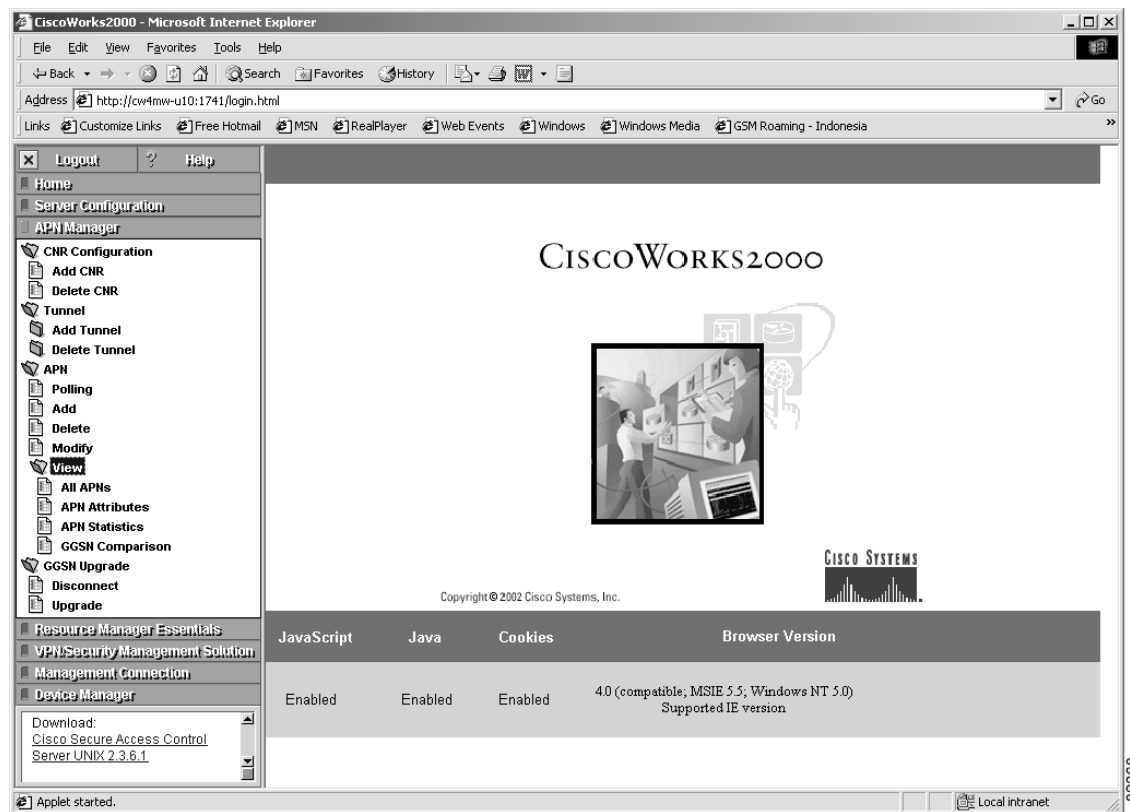 CiscoWorks2000 - Microsoft Internet Explorer
File Edit View Favorites Tools Help
Back Search Favorites History
Address http://cw4mw-u10:1741/login.html Go
Links Customize Links Free Hotmail MSN RealPlayer Web Events Windows Windows Media GSM Roaming - Indonesia »
Logout ? Help
Home
Server Configuration
APN Manager
CNR Configuration
Add CNR
Delete CNR
Tunnel
Add Tunnel
Delete Tunnel
APN
Polling
Add
Delete
Modify
View
All APNs
APN Attributes
APN Statistics
GGSN Comparison
GGSN Upgrade
Disconnect
Upgrade
Resource Manager Essentials
VPN/Security Management Solution
Management Connection
Device Manager
Download:
Cisco Secure Access Control
Server UNIX 2.3.6.1
CISCOWORKS2000
CISCO SYSTEMS
Copyright © 2002 Cisco Systems, Inc.
JavaScript Java Cookies Browser Version
Enabled Enabled Enabled 4.0 (compatible; MSIE 5.5; Windows NT 5.0)
Supported IE version
Applet started. Local intranet